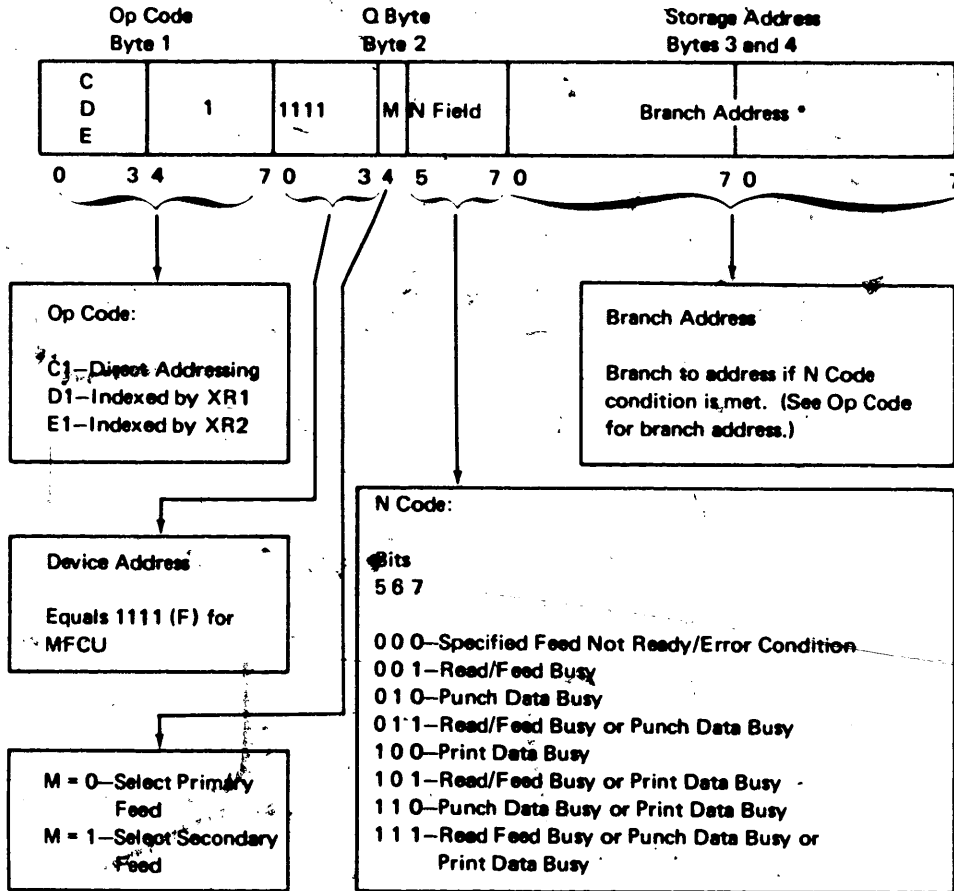 Op Code Q Byte Storage Address
Byte 1 Byte 2 Bytes 3 and 4
C
D
E
1 1111 M N Field Branch Address
0 3 4 7 0 3 4 5 7 0 7 0 7
Op Code:
C1—Direct Addressing
D1—Indexed by XR1
E1—Indexed by XR2
Branch Address
Branch to address if N Code
condition is met. (See Op Code
for branch address.)
Device Address
Equals 1111 (F) for
MFCU
N Code:
Bits
5 6 7
0 0 0—Specified Feed Not Ready/Error Condition
0 0 1—Read/Feed Busy
0 1 0—Punch Data Busy
0 1 1—Read/Feed Busy or Punch Data Busy
1 0 0—Print Data Busy
1 0 1—Read/Feed Busy or Print Data Busy
1 1 0—Punch Data Busy or Print Data Busy
1 1 1—Read Feed Busy or Punch Data Busy or
Print Data Busy
M = 0—Select Primary
Feed
M = 1—Select Secondary
Feed